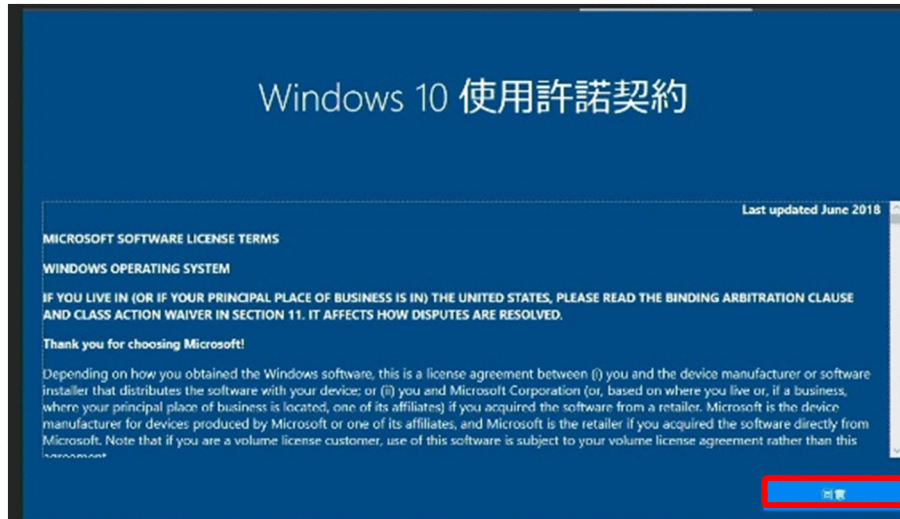 Windows 10 使用許諾契約
Last updated June 2018
MICROSOFT SOFTWARE LICENSE TERMS
WINDOWS OPERATING SYSTEM
IF YOU LIVE IN (OR IF YOUR PRINCIPAL PLACE OF BUSINESS IS IN) THE UNITED STATES, PLEASE READ THE BINDING ARBITRATION CLAUSE
AND CLASS ACTION WAIVER IN SECTION 11. IT AFFECTS HOW DISPUTES ARE RESOLVED.
Thank you for choosing Microsoft!
Depending on how you obtained the Windows software, this is a license agreement between (i) you and the device manufacturer or software
installer that distributes the software with your device; or (ii) you and Microsoft Corporation (or, based on where you live or, if a business,
where your principal place of business is located, one of its affiliates) if you acquired the software from a retailer. Microsoft is the device
manufacturer for devices produced by Microsoft or one of its affiliates, and Microsoft is the retailer if you acquired the software directly from
Microsoft. Note that if you are a volume license customer, use of this software is subject to your volume license agreement rather than this
agreement.
同意